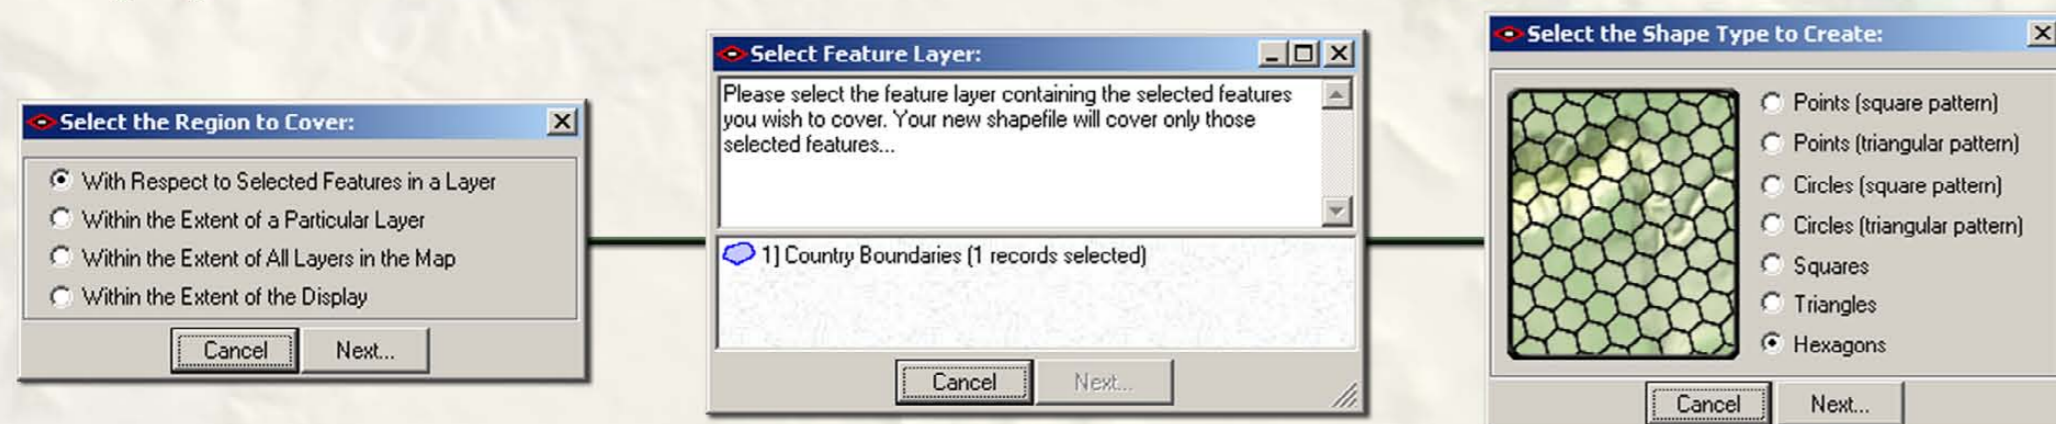 Select the Region to Cover:
With Respect to Selected Features in a Layer
Within the Extent of a Particular Layer
Within the Extent of All Layers in the Map
Within the Extent of the Display
Cancel
Next...
Select Feature Layer:
Please select the feature layer containing the selected features
you wish to cover. Your new shapefile will cover only those
selected features...
1] Country Boundaries (1 records selected)
Cancel
Next...
Select the Shape Type to Create:
Points (square pattern)
Points (triangular pattern)
Circles (square pattern)
Circles (triangular pattern)
Squares
Triangles
Hexagons
Cancel
Next...